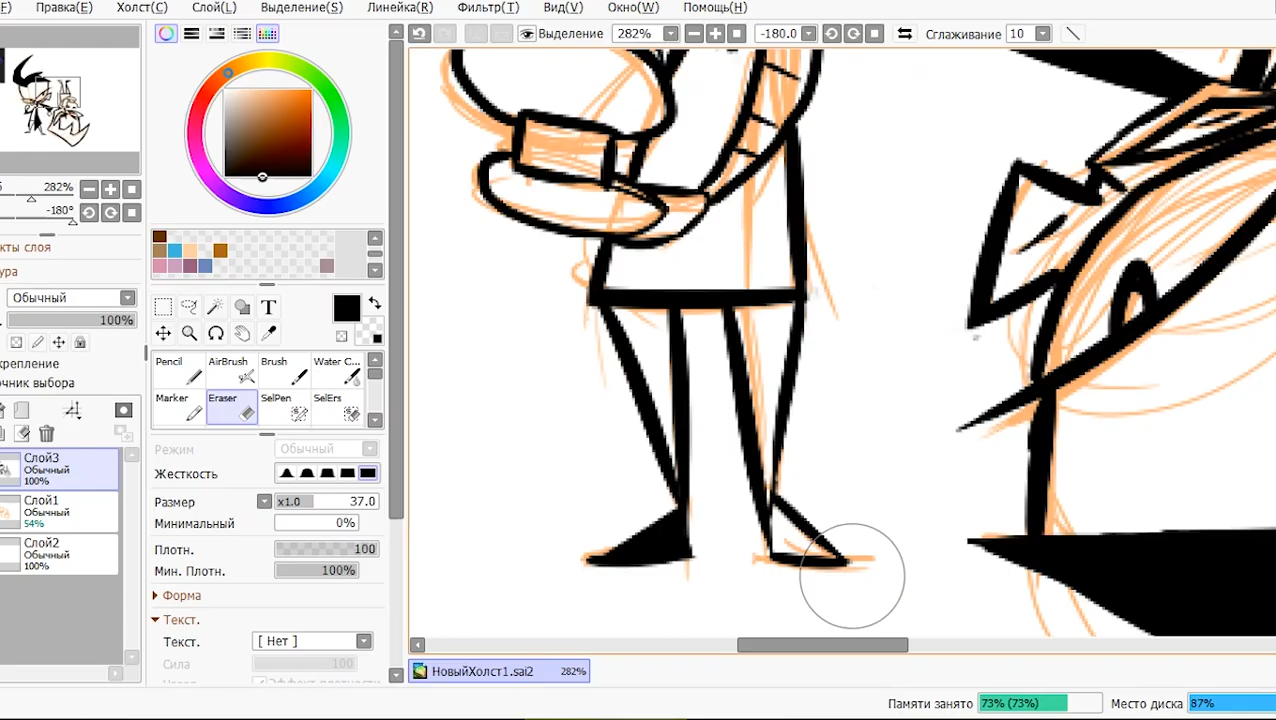 Правка(E) Холст(C) Слой(L) Выделение(S) Линейка(R) Фильтр(T) Вид(V) Окно(W) Помощь(H)
Выделение 282% -180.0 Сглаживание 10
282%
-180°
Обычный
100%
Pencil AirBrush Brush Water C...
Marker Eraser SelPen SelErs
Режим Обычный
Жесткость
Размер x1.0 37.0
Минимальный 0%
Плотн. 100
Мин. Плотн. 100%
Форма
Текст.
Текст. [ Нет ]
Сила 100
Слой3
Обычный
100%
Слой1
Обычный
54%
Слой2
Обычный
100%
T
НовыйХолст1.sai2 282%
Памяти занято 73% (73%) Место диска 87%